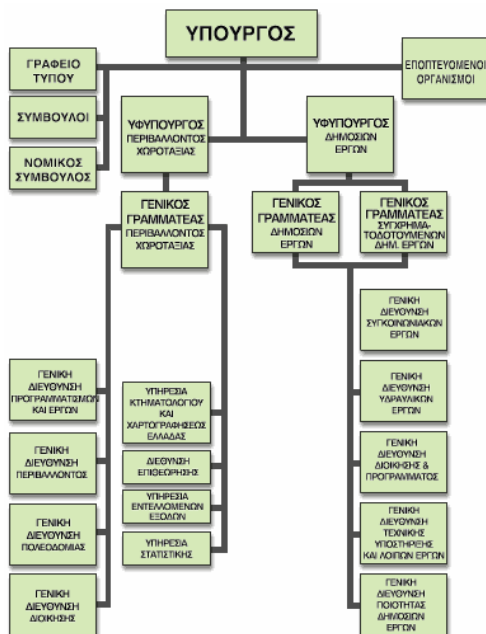 ΥΠΟΥΡΓΟΣ
ΓΡΑΦΕΙΟ
ΤΥΠΟΥ
ΕΠΟΠΤΕΥΟΜΕΝΟΙ
ΟΡΓΑΝΙΣΜΟΙ
ΣΥΜΒΟΥΛΟΙ
ΝΟΜΙΚΟΣ
ΣΥΜΒΟΥΛΟΣ
ΥΦΥΠΟΥΡΓΟΣ
ΠΕΡΙΒΑΛΛΟΝΤΟΣ
ΧΩΡΟΤΑΞΙΑΣ
ΥΦΥΠΟΥΡΓΟΣ
ΔΗΜΟΣΙΩΝ
ΕΡΓΩΝ
ΓΕΝΙΚΟΣ
ΓΡΑΜΜΑΤΕΑΣ
ΠΕΡΙΒΑΛΛΟΝΤΟΣ
ΧΩΡΟΤΑΞΙΑΣ
ΓΕΝΙΚΟΣ
ΓΡΑΜΜΑΤΕΑΣ
ΔΗΜΟΣΙΩΝ
ΕΡΓΩΝ
ΓΕΝΙΚΟΣ
ΓΡΑΜΜΑΤΕΑΣ
ΣΥΓΧΡΗΜΑ-
ΤΟΔΟΤΟΥΜΕΝΩΝ
ΔΗΜ. ΕΡΓΩΝ
ΓΕΝΙΚΗ
ΔΙΕΥΘΥΝΣΗ
ΠΡΟΓΡΑΜΜΑΤΙΣΜΩΝ
ΚΑΙ ΕΡΓΩΝ
ΓΕΝΙΚΗ
ΔΙΕΥΘΥΝΣΗ
ΠΕΡΙΒΑΛΛΟΝΤΟΣ
ΓΕΝΙΚΗ
ΔΙΕΥΘΥΝΣΗ
ΠΟΛΕΟΔΟΜΙΑΣ
ΓΕΝΙΚΗ
ΔΙΕΥΘΥΝΣΗ
ΔΙΟΙΚΗΣΗΣ
ΥΠΗΡΕΣΙΑ
ΚΤΗΜΑΤΟΛΟΓΙΟΥ
ΚΑΙ
ΧΑΡΤΟΓΡΑΦΗΣΕΩΣ
ΕΛΛΑΔΑΣ
ΔΙΕΘΥΝΣΗ
ΕΠΙΘΕΩΡΗΣΗΣ
ΥΠΗΡΕΣΙΑ
ΕΝΤΕΛΛΟΜΕΝΩΝ
ΕΞΟΔΩΝ
ΥΠΗΡΕΣΙΑ
ΣΤΑΤΙΣΤΙΚΗΣ
ΓΕΝΙΚΗ
ΔΙΕΥΘΥΝΣΗ
ΣΥΓΚΟΙΝΩΝΙΑΚΩΝ
ΕΡΓΩΝ
ΓΕΝΙΚΗ
ΔΙΕΥΘΥΝΣΗ
ΥΔΡΑΥΛΙΚΩΝ
ΕΡΓΩΝ
ΓΕΝΙΚΗ
ΔΙΕΥΘΥΝΣΗ
ΔΙΟΙΚΗΣΗΣ &
ΠΡΟΓΡΑΜΜΑΤΟΣ
ΓΕΝΙΚΗ
ΔΙΕΥΘΥΝΣΗ
ΤΕΧΝΙΚΗΣ
ΥΠΟΣΤΗΡΙΞΗΣ
ΚΑΙ ΛΟΙΠΩΝ ΕΡΓΩΝ
ΓΕΝΙΚΗ
ΔΙΕΥΘΥΝΣΗ
ΠΟΙΟΤΗΤΑΣ
ΔΗΜΟΣΙΩΝ
ΕΡΓΩΝ